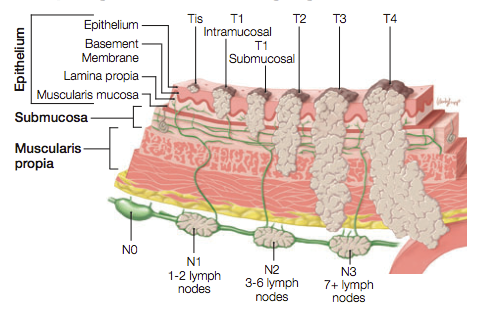 Epithelium
Epithelium
Basement
Membrane
Lamina propia
Muscularis mucosa
Submucosa
Muscularis
propia
Tis
T1
Intramucosal
T1
Submucosal
T2
T3
T4
N0
N1
1-2 lymph
nodes
N2
3-6 lymph
nodes
N3
7+ lymph
nodes